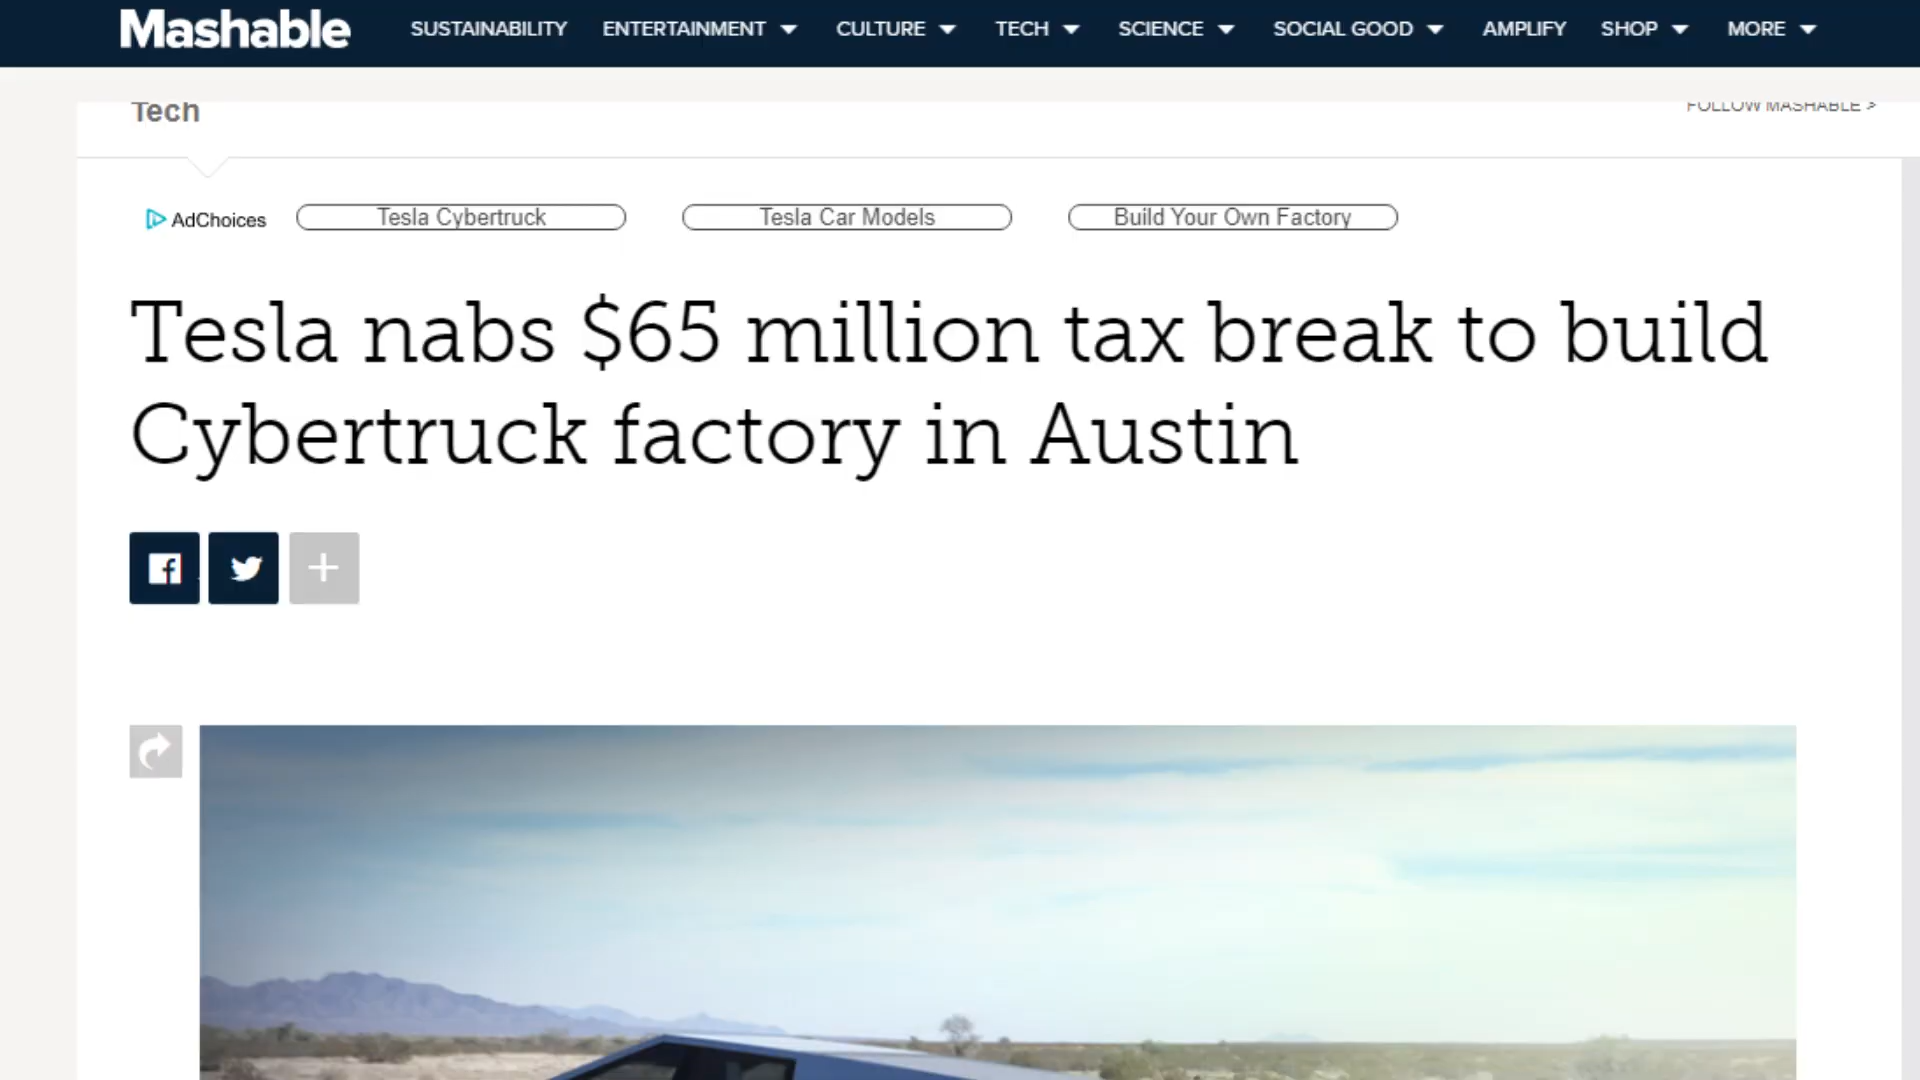 Mashable
SUSTAINABILITY ENTERTAINMENT CULTURE TECH SCIENCE SOCIAL GOOD AMPLIFY SHOP MORE
Tech
FOLLOW MASHABLE >
AdChoices Tesla Cybertruck Tesla Car Models Build Your Own Factory
Tesla nabs $65 million tax break to build
Cybertruck factory in Austin